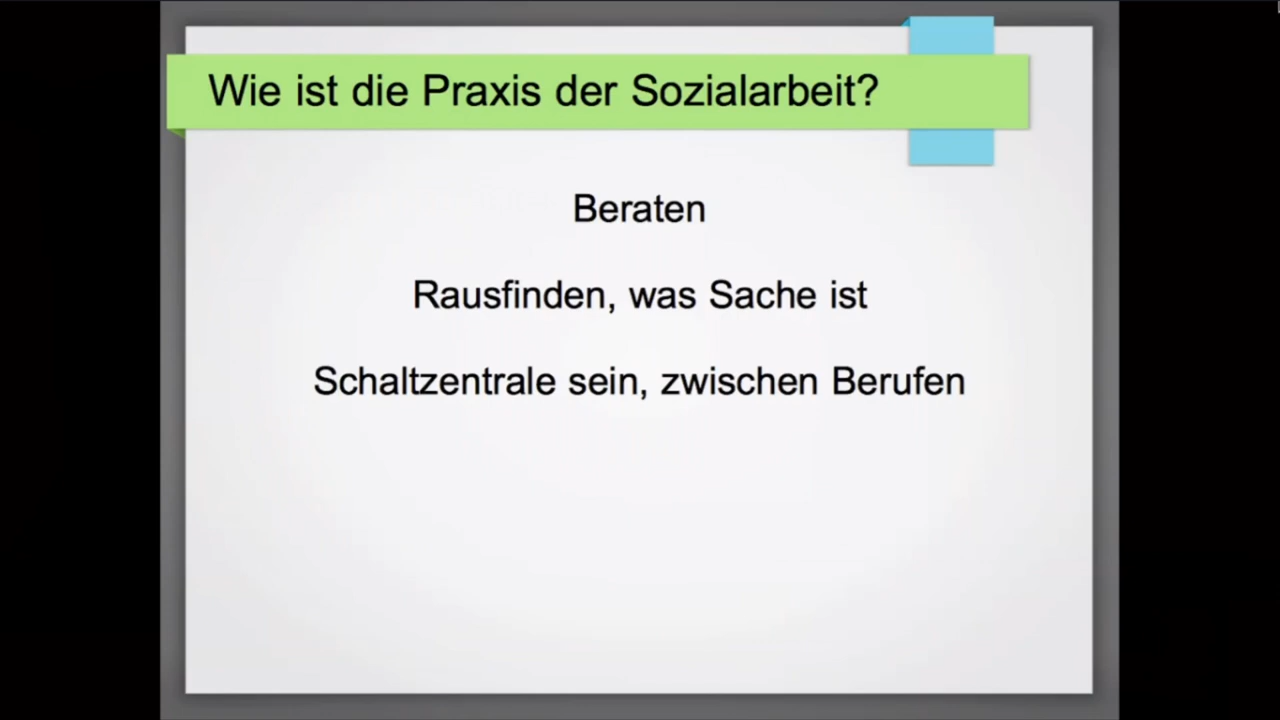 Wie ist die Praxis der Sozialarbeit?
Beraten
Rausfinden, was Sache ist
Schaltzentrale sein, zwischen Berufen